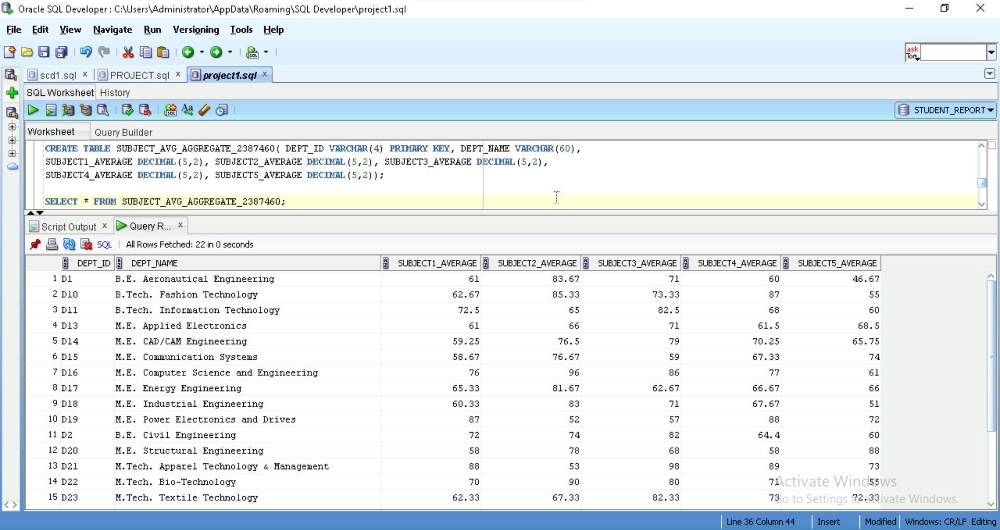 Oracle SQL Developer : C:\Users\Administrator\AppData\Roaming\SQL Developer\project1.sql
File Edit View Navigate Run Versioning Tools Help
ask
Tom
scd1.sql PROJECT.sql project1.sql
SQL Worksheet History
STUDENT_REPORT
Worksheet Query Builder
CREATE TABLE SUBJECT_AVG_AGGREGATE_2387460( DEPT_ID VARCHAR(4) PRIMARY KEY, DEPT_NAME VARCHAR(60),
SUBJECT1_AVERAGE DECIMAL(5,2), SUBJECT2_AVERAGE DECIMAL(5,2), SUBJECT3_AVERAGE DECIMAL(5,2),
SUBJECT4_AVERAGE DECIMAL(5,2), SUBJECT5_AVERAGE DECIMAL(5,2));
SELECT * FROM SUBJECT_AVG_AGGREGATE_2387460;
Script Output Query R...
SQL All Rows Fetched: 22 in 0 seconds
DEPT_ID DEPT_NAME SUBJECT1_AVERAGE SUBJECT2_AVERAGE SUBJECT3_AVERAGE SUBJECT4_AVERAGE SUBJECT5_AVERAGE
1 D1 B.E. Aeronautical Engineering 61 83.67 71 60 46.67
2 D10 B.Tech. Fashion Technology 62.67 85.33 73.33 87 55
3 D11 B.Tech. Information Technology 72.5 65 82.5 68 60
4 D13 M.E. Applied Electronics 61 66 71 61.5 68.5
5 D14 M.E. CAD/CAM Engineering 59.25 76.5 79 70.25 65.75
6 D15 M.E. Communication Systems 58.67 76.67 59 67.33 74
7 D16 M.E. Computer Science and Engineering 76 96 86 77 61
8 D17 M.E. Energy Engineering 65.33 81.67 62.67 66.67 66
9 D18 M.E. Industrial Engineering 60.33 83 71 67.67 51
10 D19 M.E. Power Electronics and Drives 87 52 57 88 72
11 D2 B.E. Civil Engineering 72 74 82 64.4 60
12 D20 M.E. Structural Engineering 58 78 68 58 88
13 D21 M.Tech. Apparel Technology & Management 88 53 98 89 73
14 D22 M.Tech. Bio-Technology 70 90 80 71 55
Activate Windows
15 D23 M.Tech. Textile Technology 62.33 67.33 82.33 73 72.33
Go to Settings to activate Windows.
Line 36 Column 44 Insert Modified Windows: CR/LF Editing